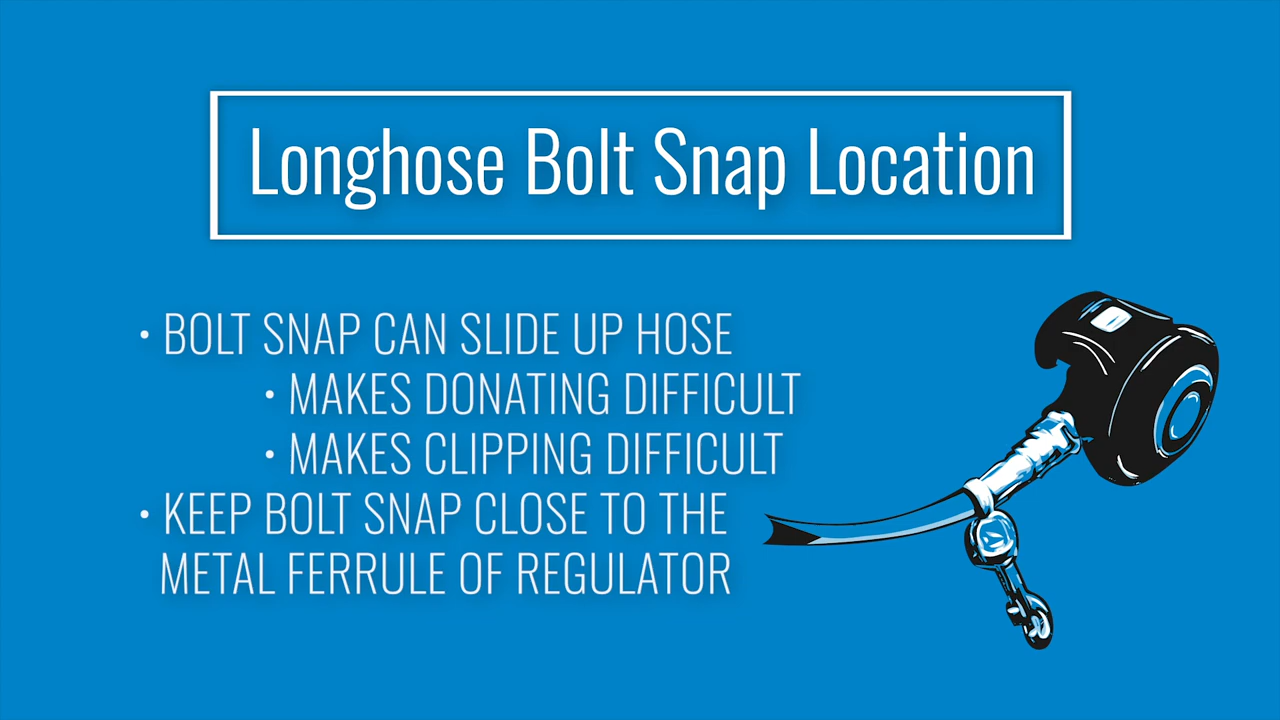 Longhose Bolt Snap Location
• BOLT SNAP CAN SLIDE UP HOSE
• MAKES DONATING DIFFICULT
• MAKES CLIPPING DIFFICULT
• KEEP BOLT SNAP CLOSE TO THE
METAL FERRULE OF REGULATOR